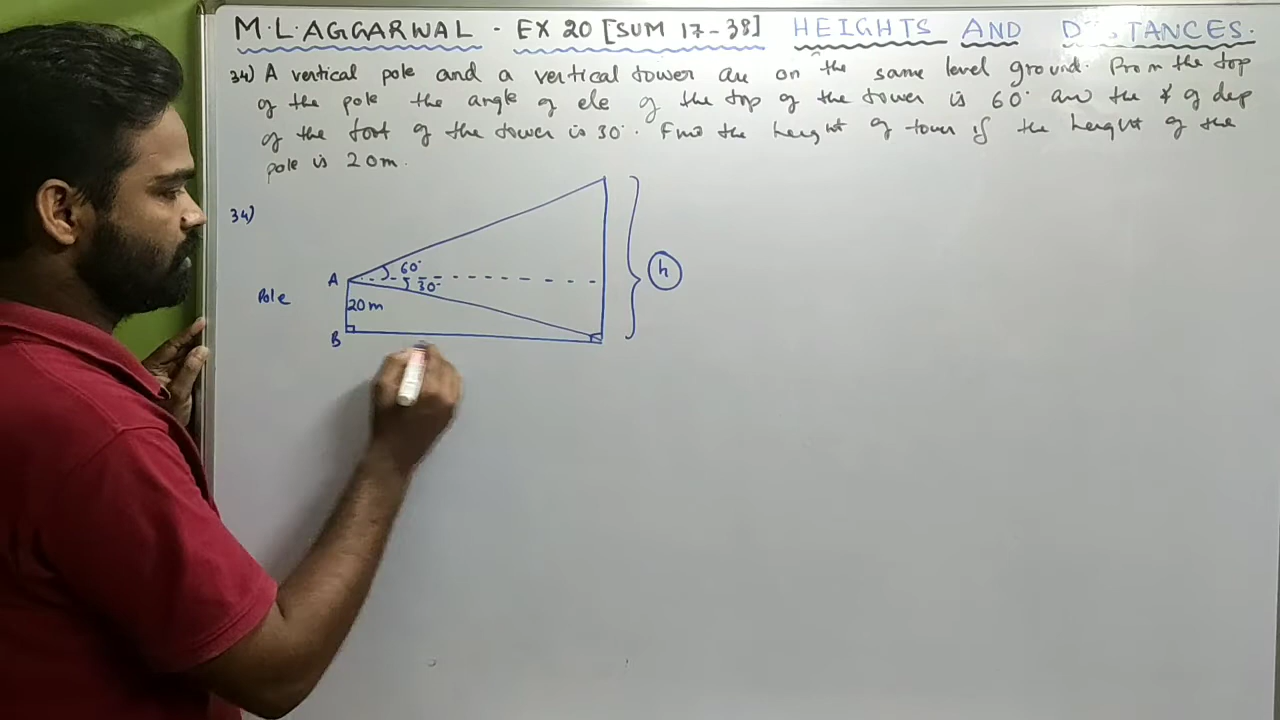 M.L.AGGARWAL - EX 20 [SUM 17-38] HEIGHTS AND D STANCES.
34) A vertical pole and a vertical tower are on the same level ground. From the top
of the pole the angle of ele of the top of the tower is 60° and the ∡ of dep
of the foot of the tower is 30°. Find the height of tower if the height of the
pole is 20m.
34)
60°
A
30°
h
Pole
20m
B